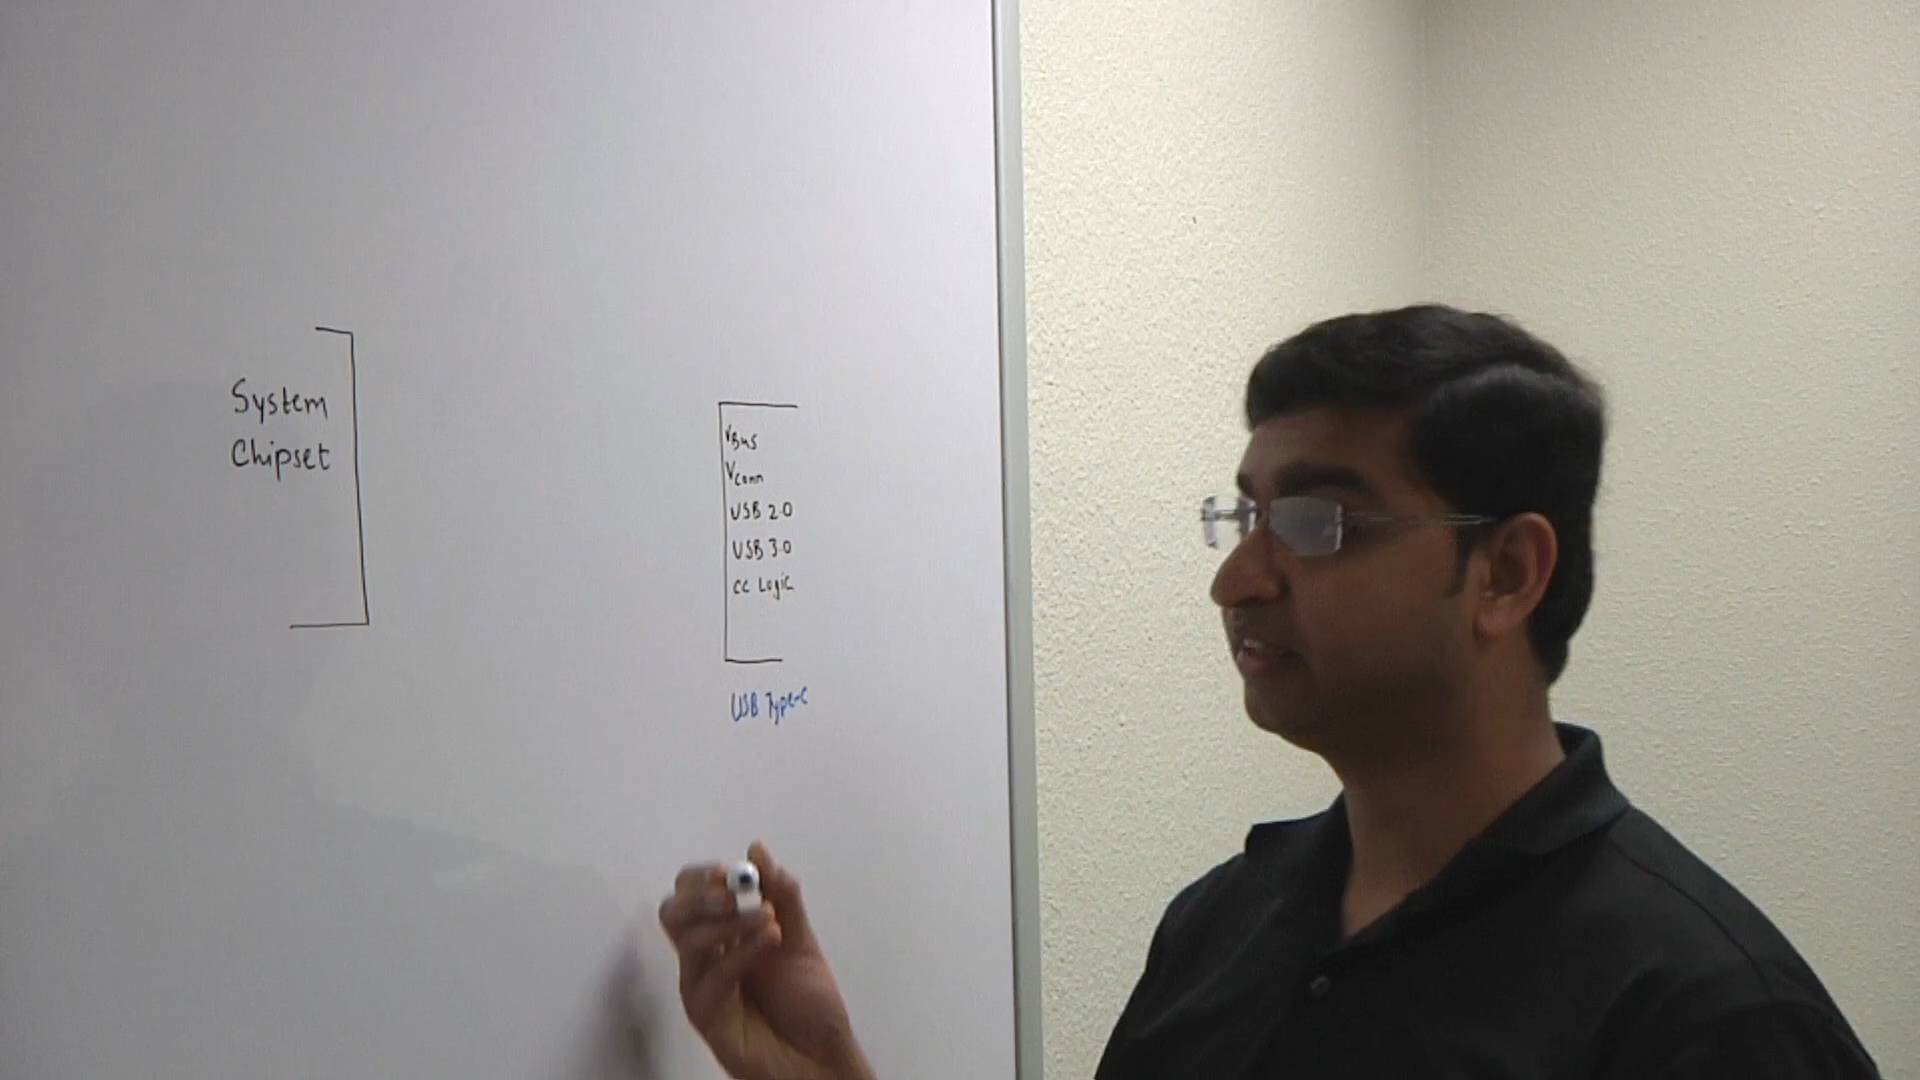 System
Chipset
VBus
Vconn
USB 2.0
USB 3.0
CC Logic
USB Type-C